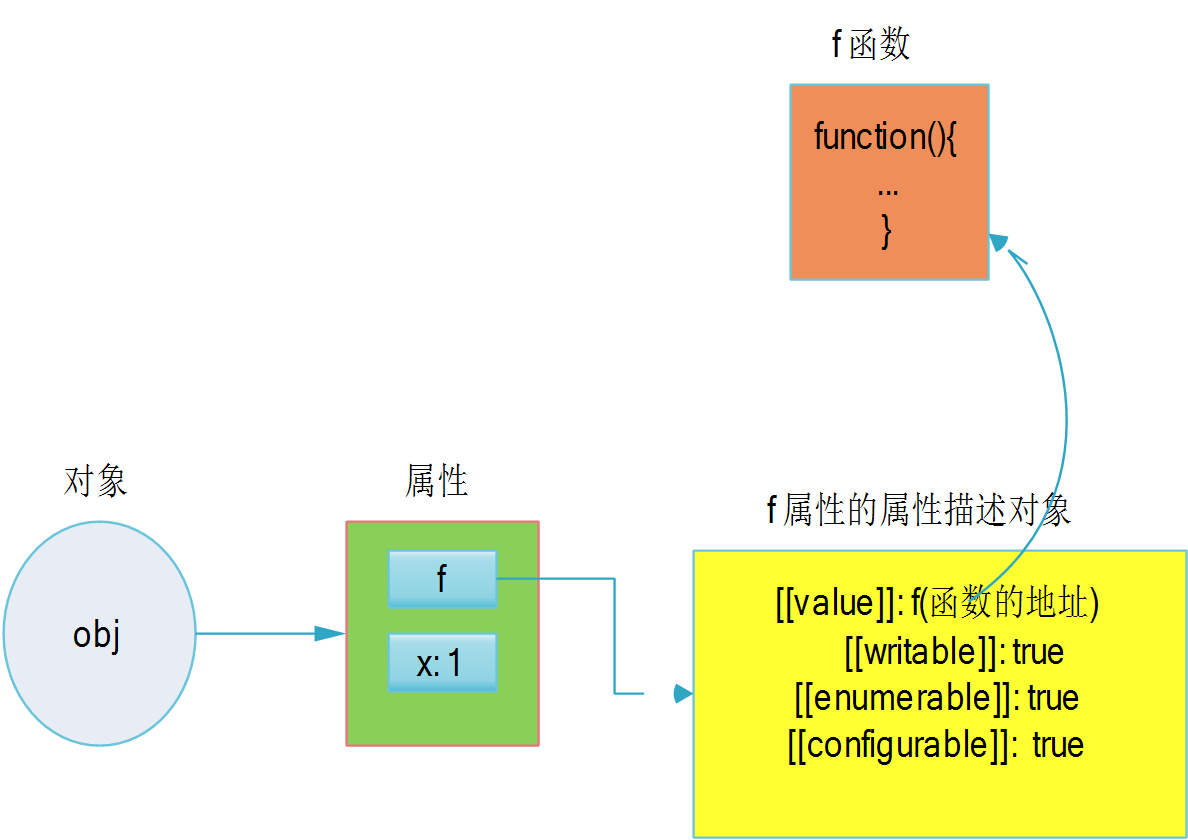 f 函数
function(){
...
}
对象
属性
f 属性的属性描述对象
obj
f
x: 1
[[value]]: f(函数的地址)
[[writable]]: true
[[enumerable]]: true
[[configurable]]: true